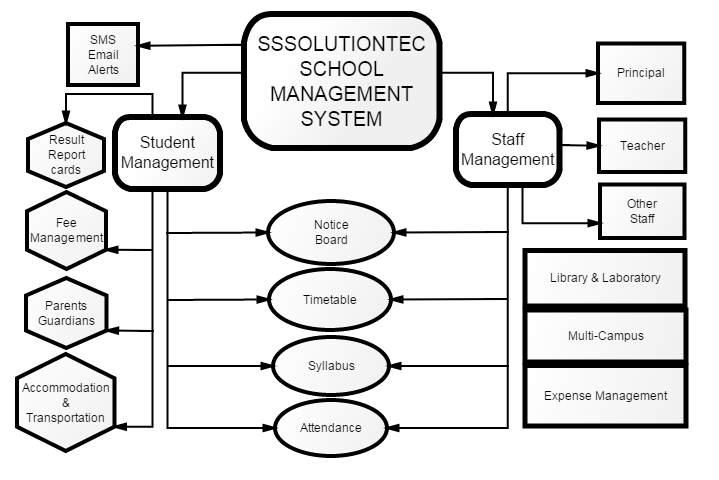 SSSOLUTIONTEC
SCHOOL
MANAGEMENT
SYSTEM
SMS
Email
Alerts
Student
Management
Staff
Management
Principal
Teacher
Other
Staff
Result
Report
cards
Fee
Management
Parents
Guardians
Accommodation
&
Transportation
Notice
Board
Timetable
Syllabus
Attendance
Library & Laboratory
Multi-Campus
Expense Management